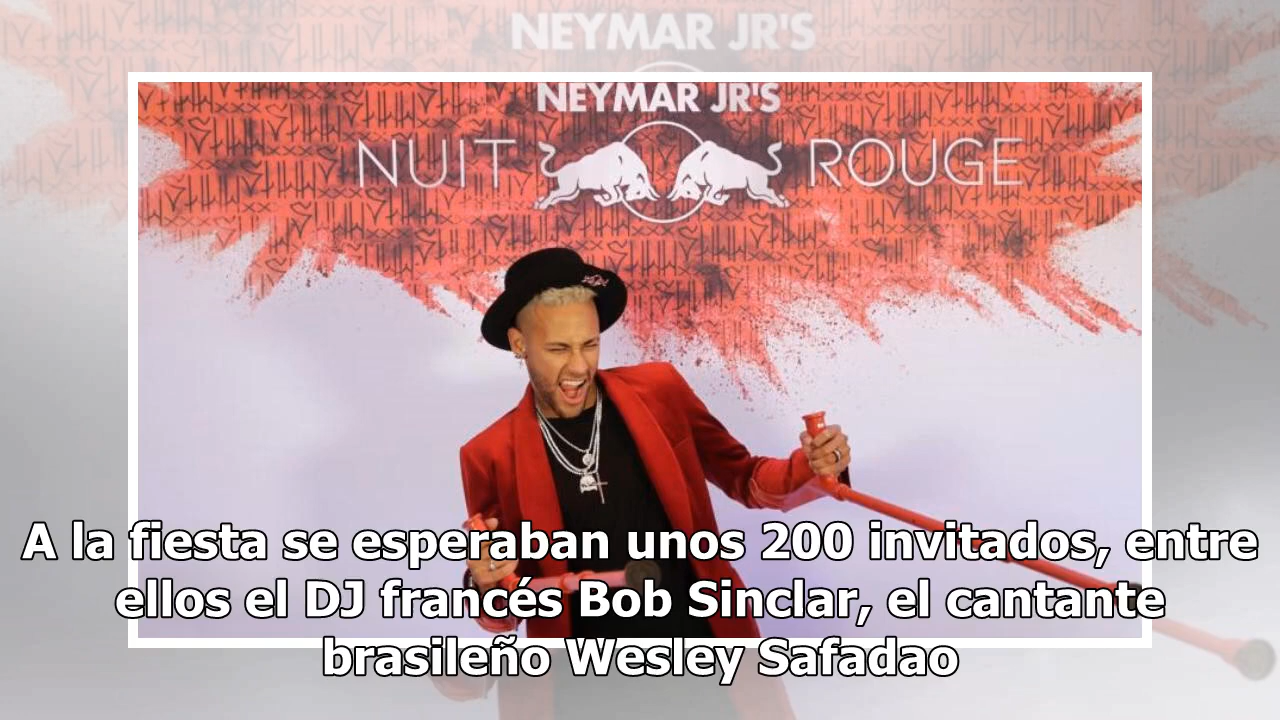 NEYMAR JR'S
NEYMAR JR'S
NUIT ROUGE
A la fiesta se esperaban unos 200 invitados, entre
ellos el DJ francés Bob Sinclar, el cantante
brasileño Wesley Safadao